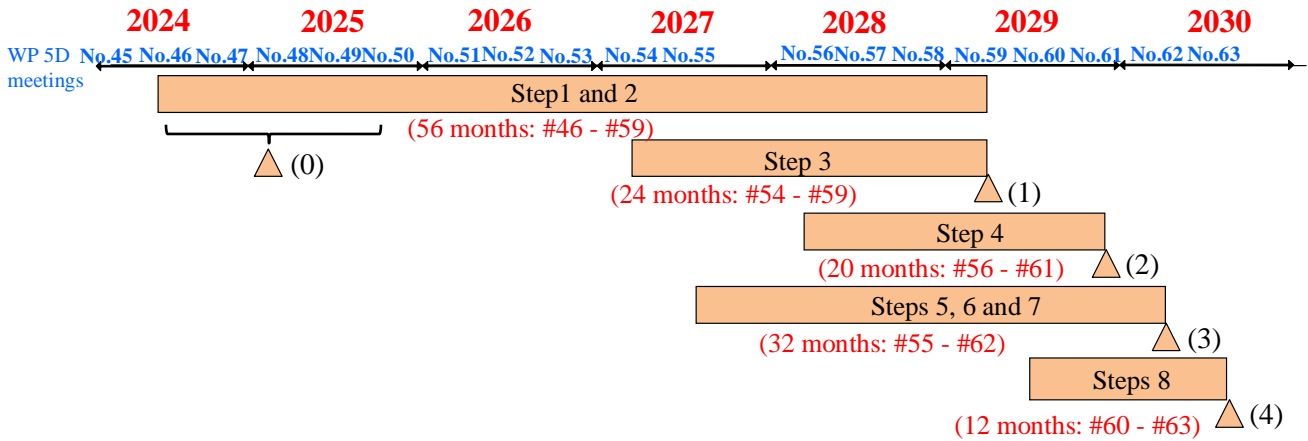 2024 2025 2026 2027 2028 2029 2030
WP 5D meetings
No.45 No.46 No.47 No.48 No.49 No.50 No.51 No.52 No.53 No.54 No.55 No.56 No.57 No.58 No.59 No.60 No.61 No.62 No.63
Step1 and 2
(56 months: #46 - #59)
(0)
Step 3
(24 months: #54 - #59)
(1)
Step 4
(20 months: #56 - #61)
(2)
Steps 5, 6 and 7
(32 months: #55 - #62)
(3)
Steps 8
(12 months: #60 - #63)
(4)